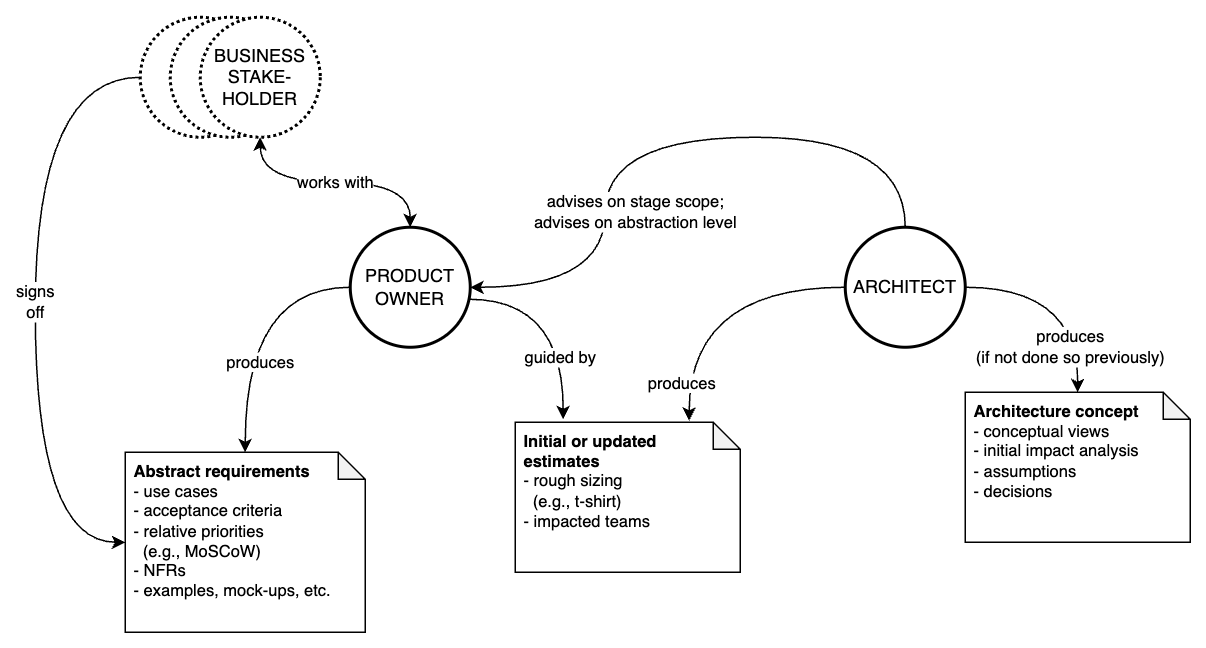 BUSINESS
STAKE-
HOLDER
works with
advises on stage scope;
advises on abstraction level
signs
off
PRODUCT
OWNER
ARCHITECT
produces
guided by
produces
produces
(if not done so previously)
Abstract requirements
- use cases
- acceptance criteria
- relative priorities
(e.g., MoSCoW)
- NFRs
- examples, mock-ups, etc.
Initial or updated
estimates
- rough sizing
(e.g., t-shirt)
- impacted teams
Architecture concept
- conceptual views
- initial impact analysis
- assumptions
- decisions